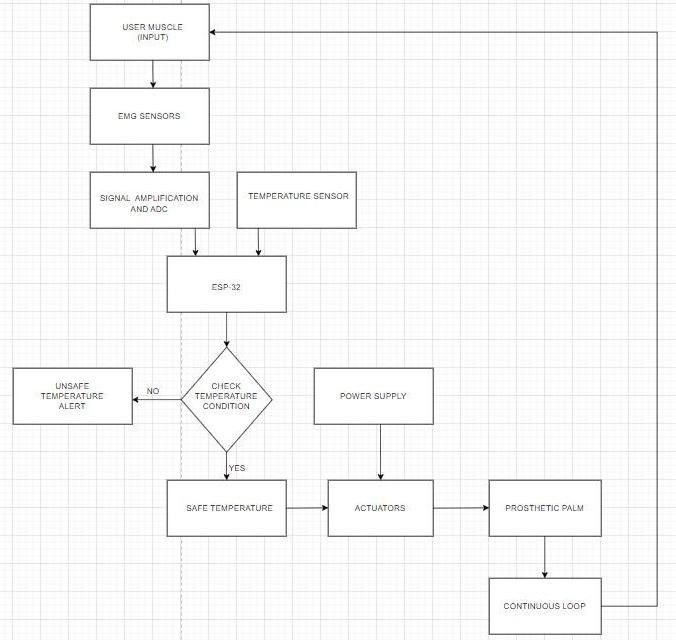 USER MUSCLE
(INPUT)
EMG SENSORS
SIGNAL AMPLIFICATION
AND ADC
TEMPERATURE SENSOR
ESP-32
CHECK
TEMPERATURE
CONDITION
NO
UNSAFE
TEMPERATURE
ALERT
POWER SUPPLY
YES
SAFE TEMPERATURE
ACTUATORS
PROSTHETIC PALM
CONTINUOUS LOOP